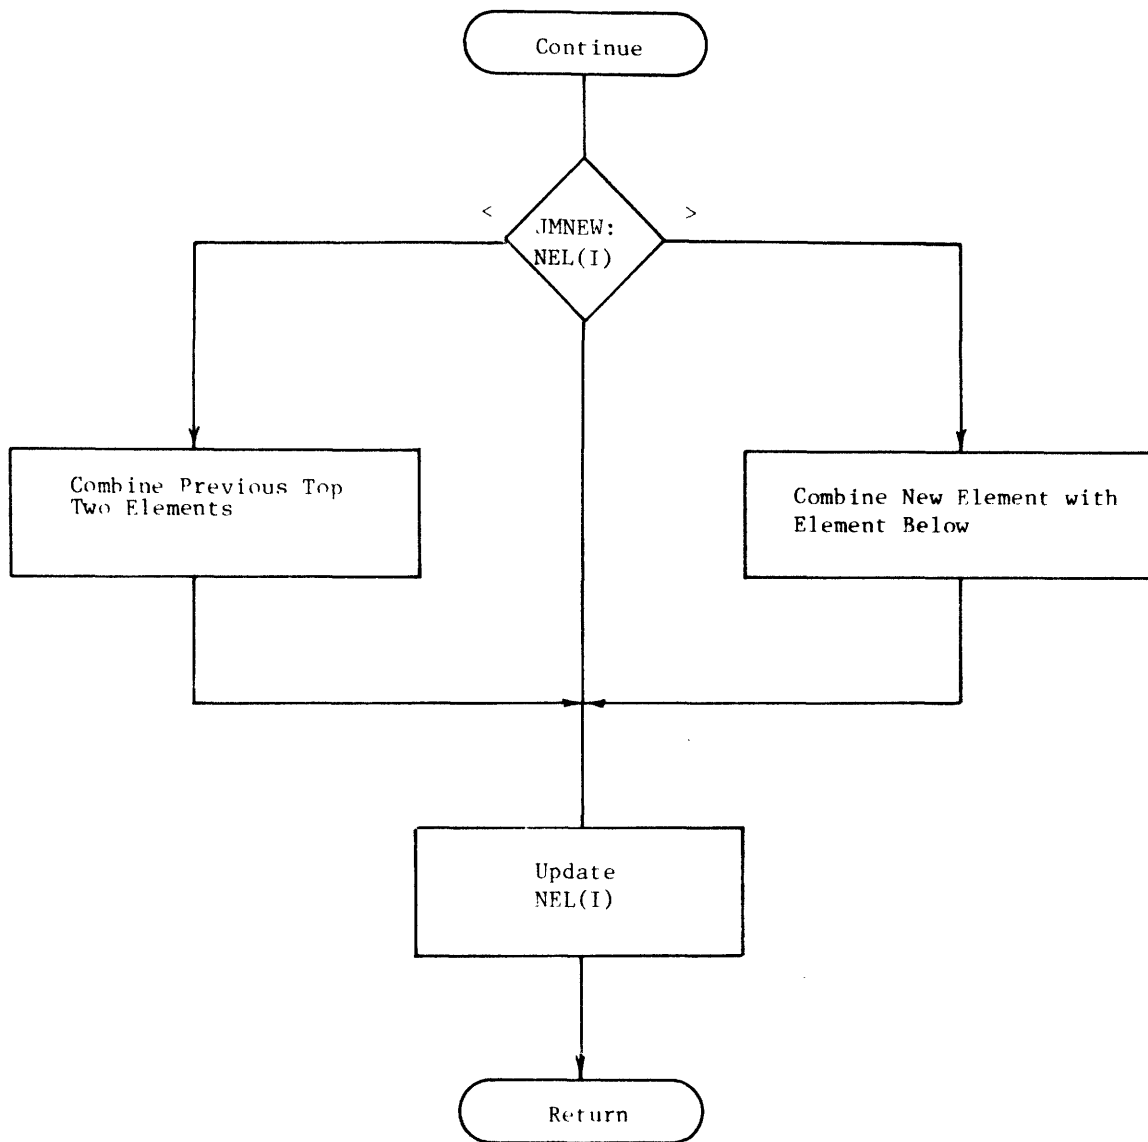 Continue
<
>
JMNEW:
NEL(I)
Combine Previous Top
Two Elements
Combine New Element with
Element Below
Update
NEL(I)
Return